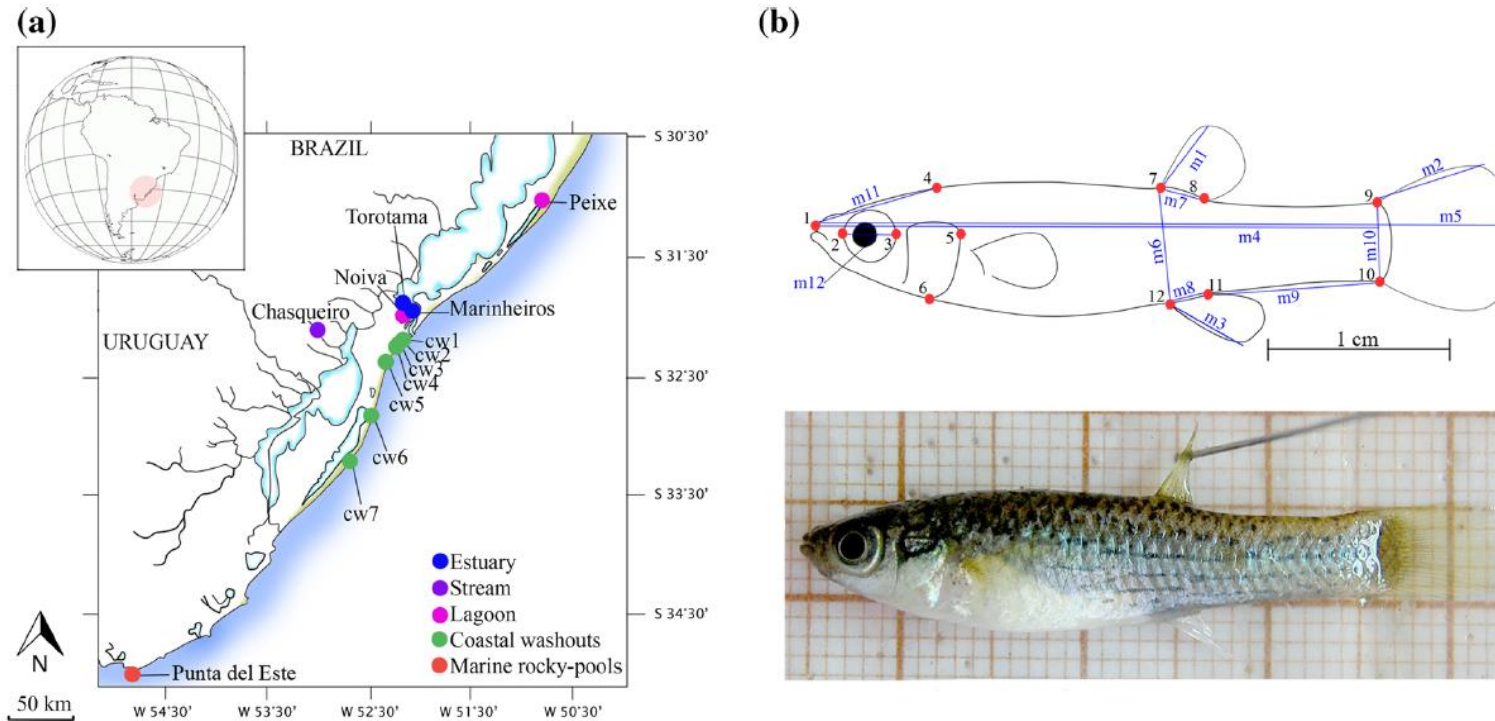 (a)
BRAZIL
S 30°30'
Peixe
Torotama
S 31°30'
Noiva
Chasqueiro
Marinheiros
URUGUAY
cw1
cw2
cw3
cw4
S 32°30'
cw5
cw6
S 33°30'
cw7
Estuary
Stream
Lagoon
S 34°30'
Coastal washouts
Marine rocky-pools
N
Punta del Este
50 km
W 54°30'
W 53°30'
W 52°30'
W 51°30'
W 50°30'
(b)
m1
m2
4
7
8
m11
m7
9
1
m5
2
3
5
m4
m6
m10
m12
6
10
11
12
m8
m9
m3
1 cm